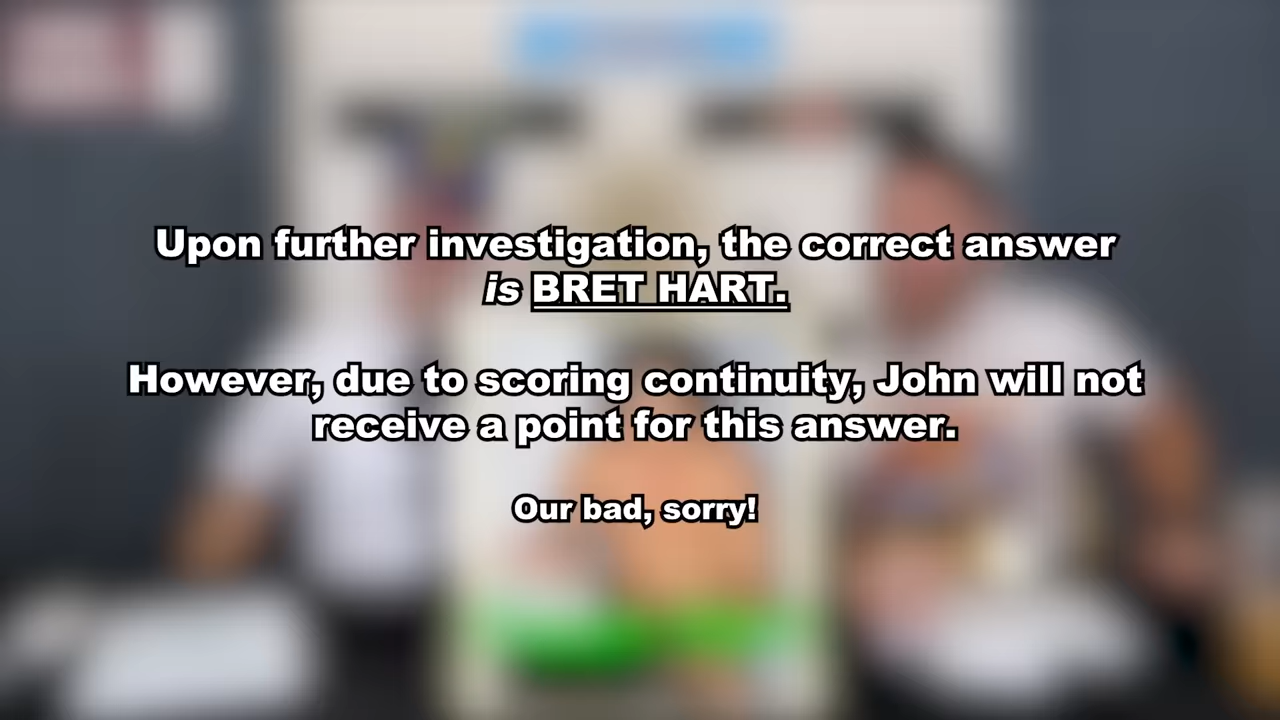 Upon further investigation, the correct answer
is BRET HART.
However, due to scoring continuity, John will not
receive a point for this answer.
Our bad, sorry!